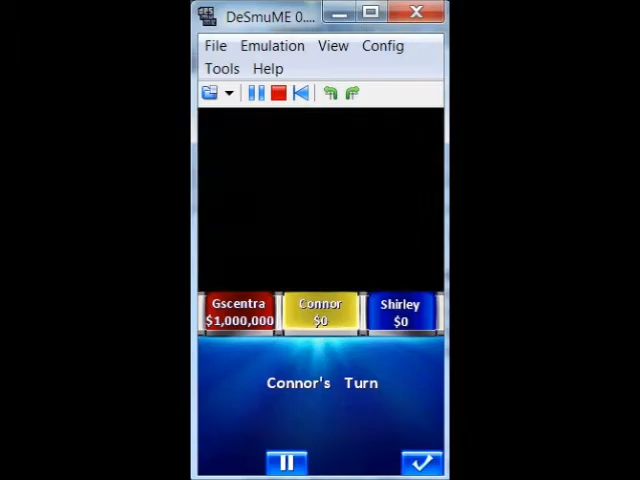 DeSmuME 0....
File Emulation View Config
Tools Help
Gscentra Connor Shirley
$1,000,000 $0 $0
Connor's Turn